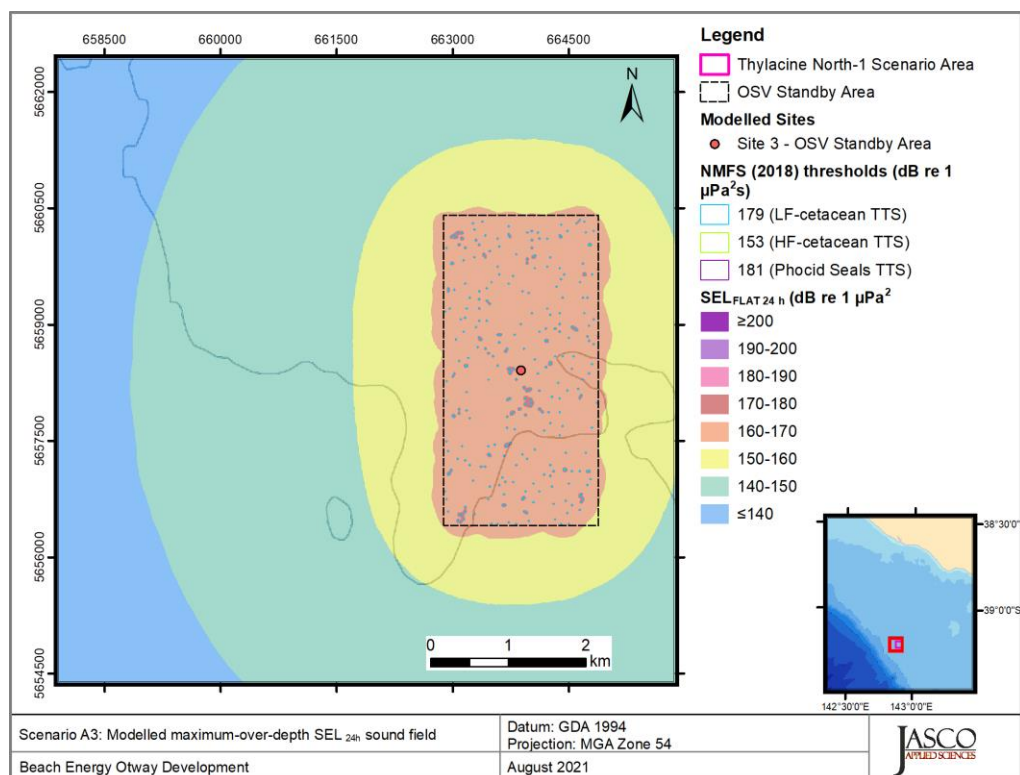 658500 660000 661500 663000 664500
5662000
5660500
5659000
5657500
5656000
5654500
N
0 1 2
km
Legend
Thylacine North-1 Scenario Area
OSV Standby Area
Modelled Sites
Site 3 - OSV Standby Area
NMFS (2018) thresholds (dB re 1
µPa²s)
179 (LF-cetacean TTS)
153 (HF-cetacean TTS)
181 (Phocid Seals TTS)
SEL FLAT 24 h (dB re 1 µPa²
≥200
190-200
180-190
170-180
160-170
150-160
140-150
≤140
38°30'0"S
39°0'0"S
142°30'0"E 143°0'0"E
Scenario A3: Modelled maximum-over-depth SEL 24h sound field
Beach Energy Otway Development
Datum: GDA 1994
Projection: MGA Zone 54
August 2021
JASCO
APPLIED SCIENCES